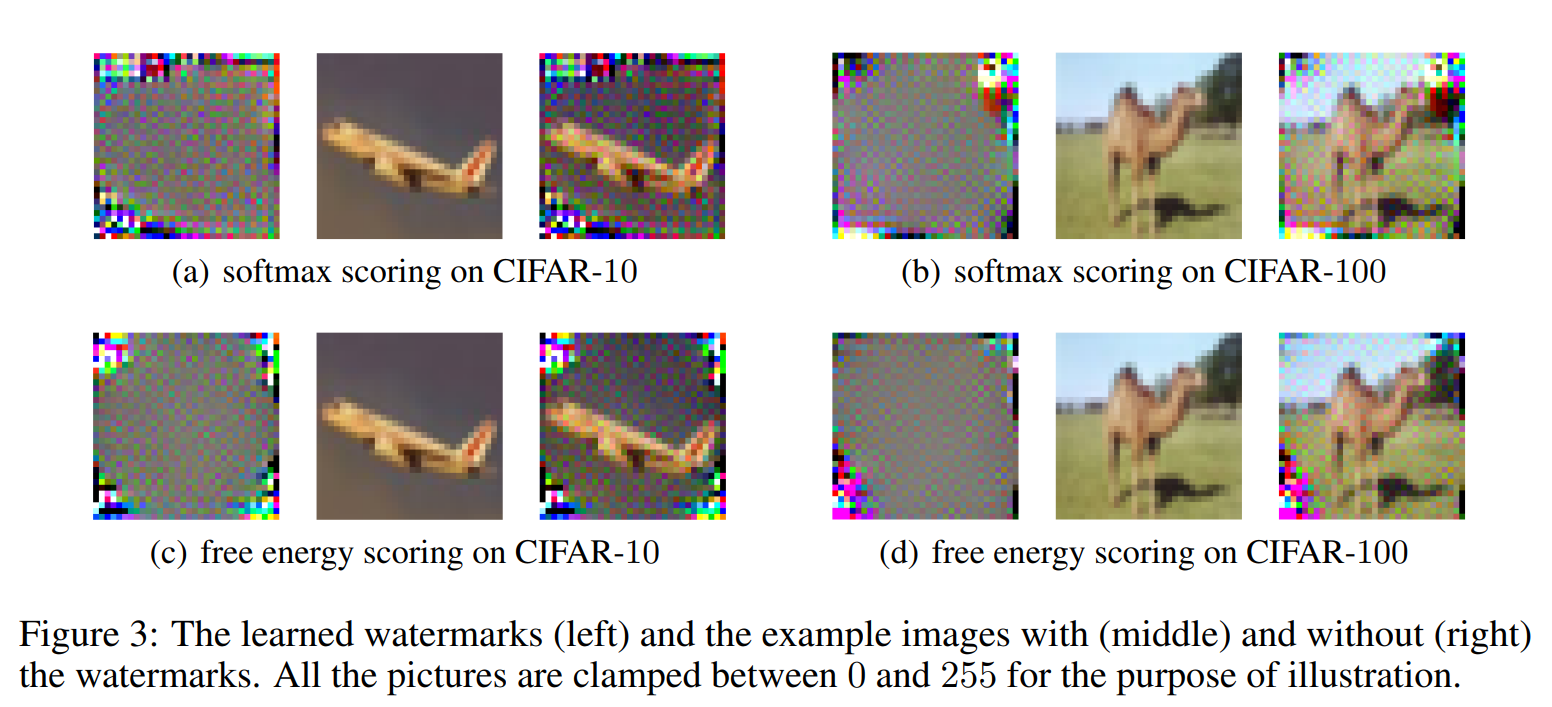 (a) softmax scoring on CIFAR-10
(b) softmax scoring on CIFAR-100
(c) free energy scoring on CIFAR-10
(d) free energy scoring on CIFAR-100
Figure 3: The learned watermarks (left) and the example images with (middle) and without (right)
the watermarks. All the pictures are clamped between 0 and 255 for the purpose of illustration.